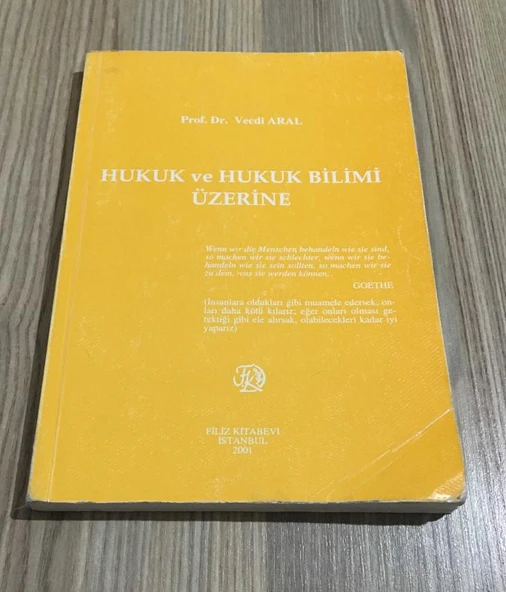 Prof. Dr. Vecdi ARAL
HUKUK ve HUKUK BİLİMİ
ÜZERİNE
Wenn wir die Menschen behandeln wie sie sind,
so machen wir sie schlechter, wenn wir sie be-
handeln wie sie sein sollten, so machen wir sie
zu dem, was sie werden können,.
GOETHE
(İnsanlara oldukları gibi muamele edersek, on-
ları daha kötü kılarız; eğer onları olması ge-
rektiği gibi ele alırsak, olabilecekleri kadar iyi
yaparız)
FİLİZ KİTABEVİ
İSTANBUL
2001